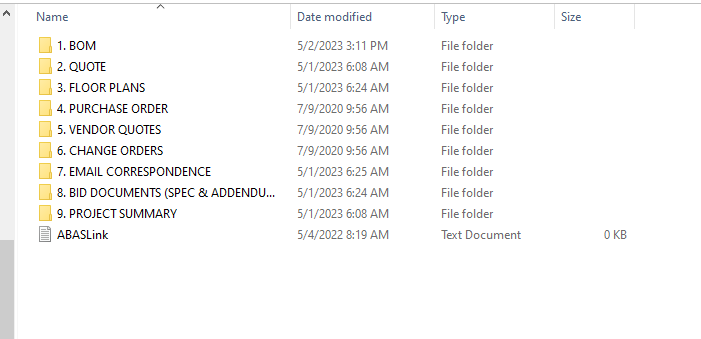 Name Date modified Type Size
1. BOM 5/2/2023 3:11 PM File folder
2. QUOTE 5/1/2023 6:08 AM File folder
3. FLOOR PLANS 5/1/2023 6:24 AM File folder
4. PURCHASE ORDER 7/9/2020 9:56 AM File folder
5. VENDOR QUOTES 7/9/2020 9:56 AM File folder
6. CHANGE ORDERS 7/9/2020 9:56 AM File folder
7. EMAIL CORRESPONDENCE 5/1/2023 6:25 AM File folder
8. BID DOCUMENTS (SPEC & ADDENDU... 5/1/2023 6:24 AM File folder
9. PROJECT SUMMARY 5/1/2023 6:08 AM File folder
ABASLink 5/4/2022 8:19 AM Text Document 0 KB